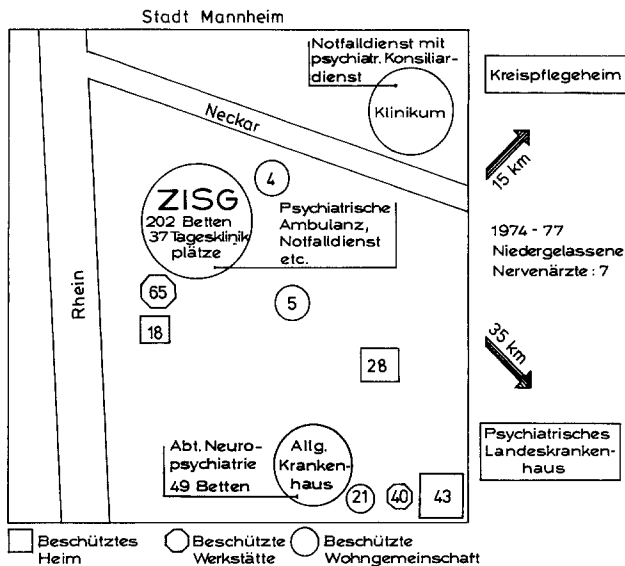 Stadt Mannheim
Notfalldienst mit
psychiatr. Konsiliar-
dienst
Klinikum
Kreispflegeheim
Neckar
15 km
4
ZISG
202 Betten
37 Tagesklinik
plätze
Psychiatrische
Ambulanz,
Notfalldienst
etc.
1974 - 77
Niedergelassene
Nervenärzte : 7
Rhein
65
18
5
28
35 km
Abt. Neuro-
psychiatrie
49 Betten
Allg.
Kranken-
haus
21
40
43
Psychiatrisches
Landeskranken-
haus
Beschütztes
Heim
Beschützte
Werkstätte
Beschützte
Wohngemeinschaft